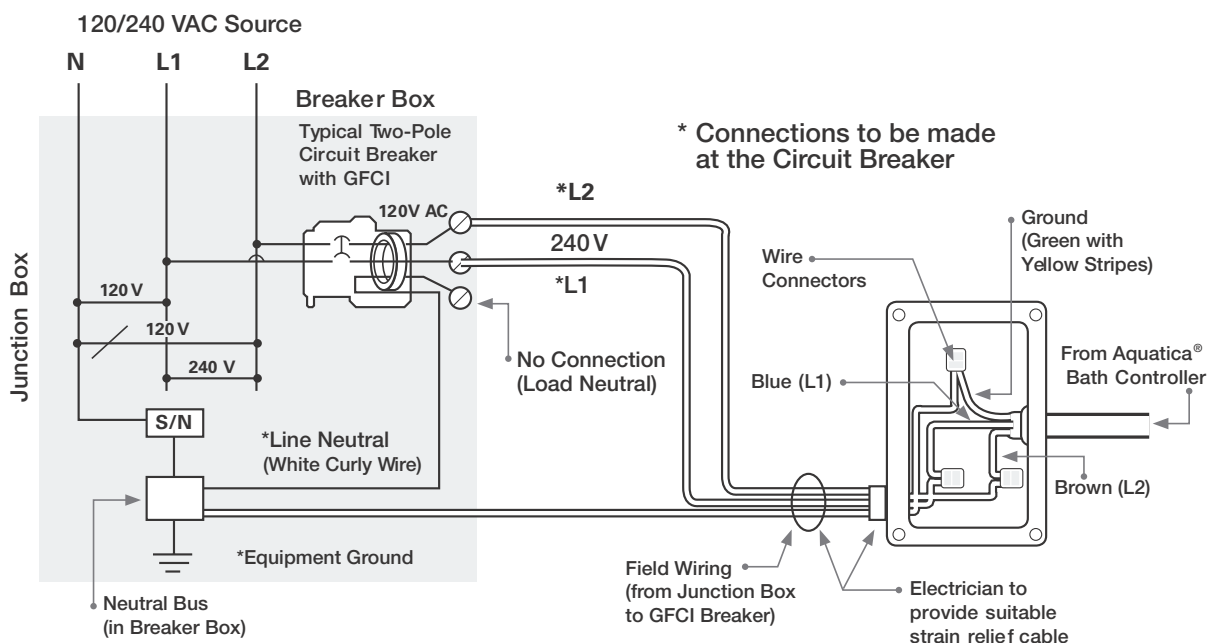 120/240 VAC Source
N L1 L2
Breaker Box
Typical Two-Pole
Circuit Breaker
with GFCI
* Connections to be made
at the Circuit Breaker
*L2
120V AC
240 V
*L1
Junction Box
120 V
120 V
240 V
S/N
No Connection
(Load Neutral)
*Line Neutral
(White Curly Wire)
*Equipment Ground
Neutral Bus
(in Breaker Box)
Wire
Connectors
Ground
(Green with
Yellow Stripes)
Blue (L1)
From Aquatica®
Bath Controller
Brown (L2)
Field Wiring
(from Junction Box
to GFCI Breaker)
Electrician to
provide suitable
strain relief cable